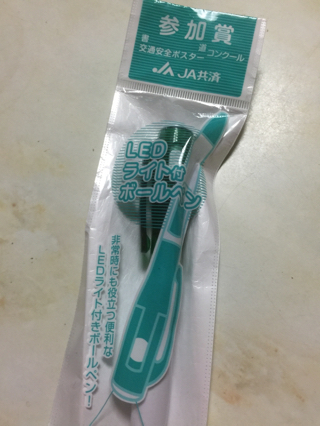 参加賞
書道
交通安全ポスター
コンクール
JA共済
LED
ライト付
ボールペン
非常時にも役立つ便利な
LEDライト付きボールペン！